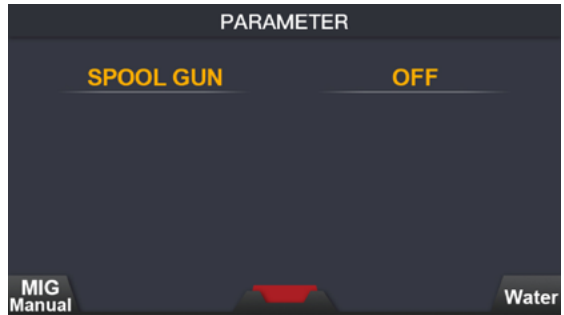 PARAMETER
SPOOL GUN OFF
MIG
Manual
Water